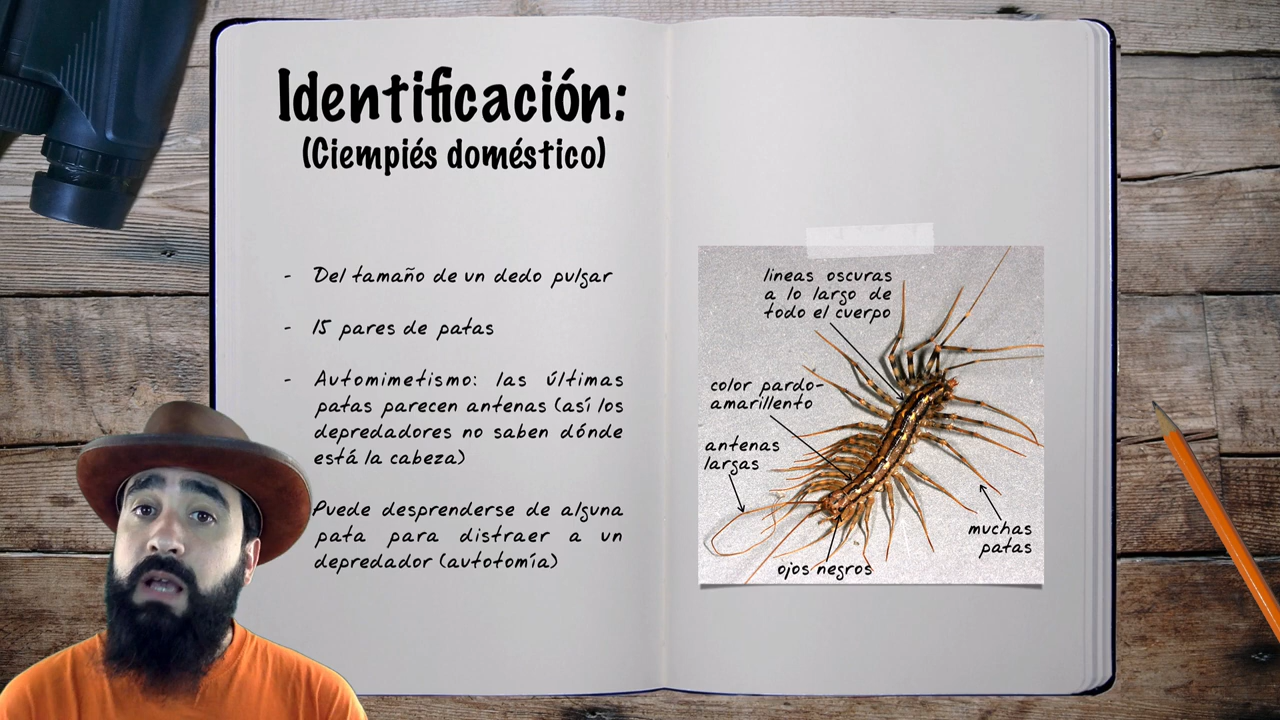 Identificación:
(Ciempiés doméstico)
- Del tamaño de un dedo pulgar
- 15 pares de patas
- Automimetismo: las últimas
patas parecen antenas (así los
depredadores no saben dónde
está la cabeza)
Puede desprenderse de alguna
pata para distraer a un
depredador (autotomía)
lineas oscuras
a lo largo de
todo el cuerpo
color pardo-
amarillento
antenas
largas
muchas
patas
ojos negros